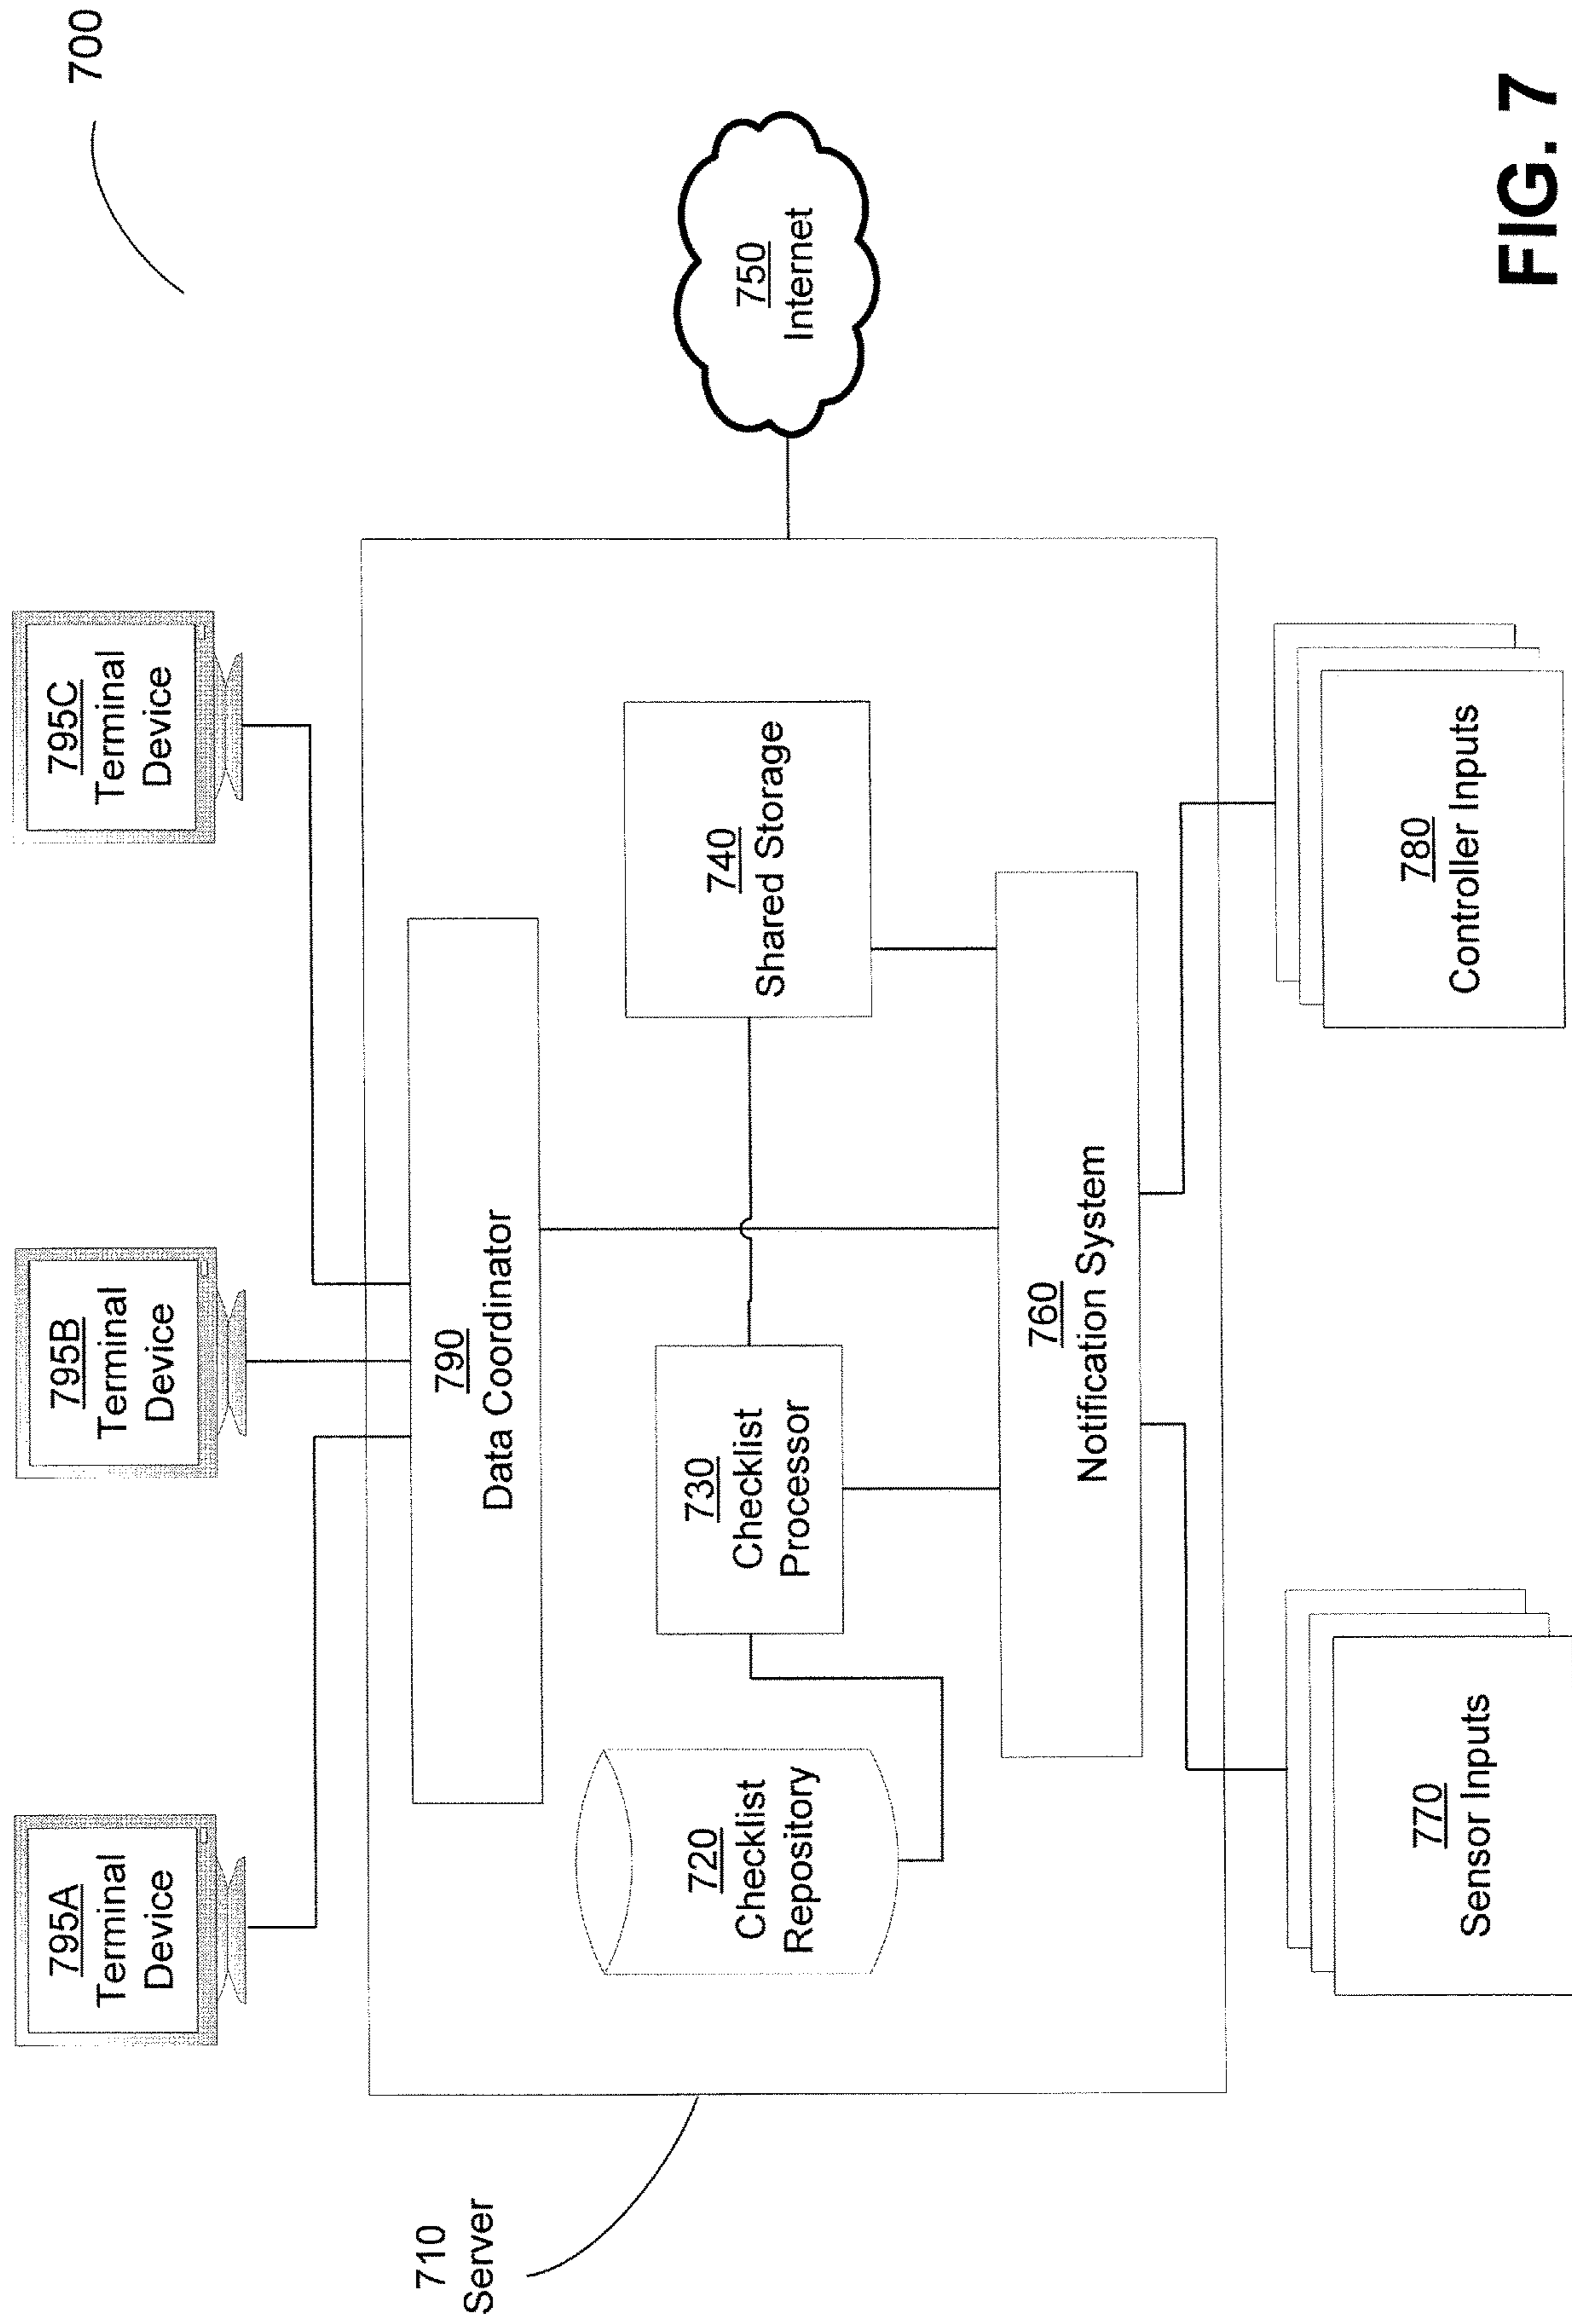 700
795A
Terminal
Device
795B
Terminal
Device
795C
Terminal
Device
710
Server
790
Data Coordinator
720
Checklist
Repository
730
Checklist
Processor
740
Shared Storage
750
Internet
760
Notification System
770
Sensor Inputs
780
Controller Inputs
FIG. 7